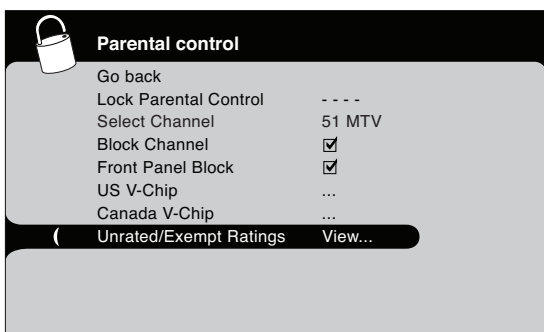 Parental control
Go back
Lock Parental Control - - - -
Select Channel 51 MTV
Block Channel
Front Panel Block
US V-Chip ...
Canada V-Chip ...
Unrated/Exempt Ratings View...